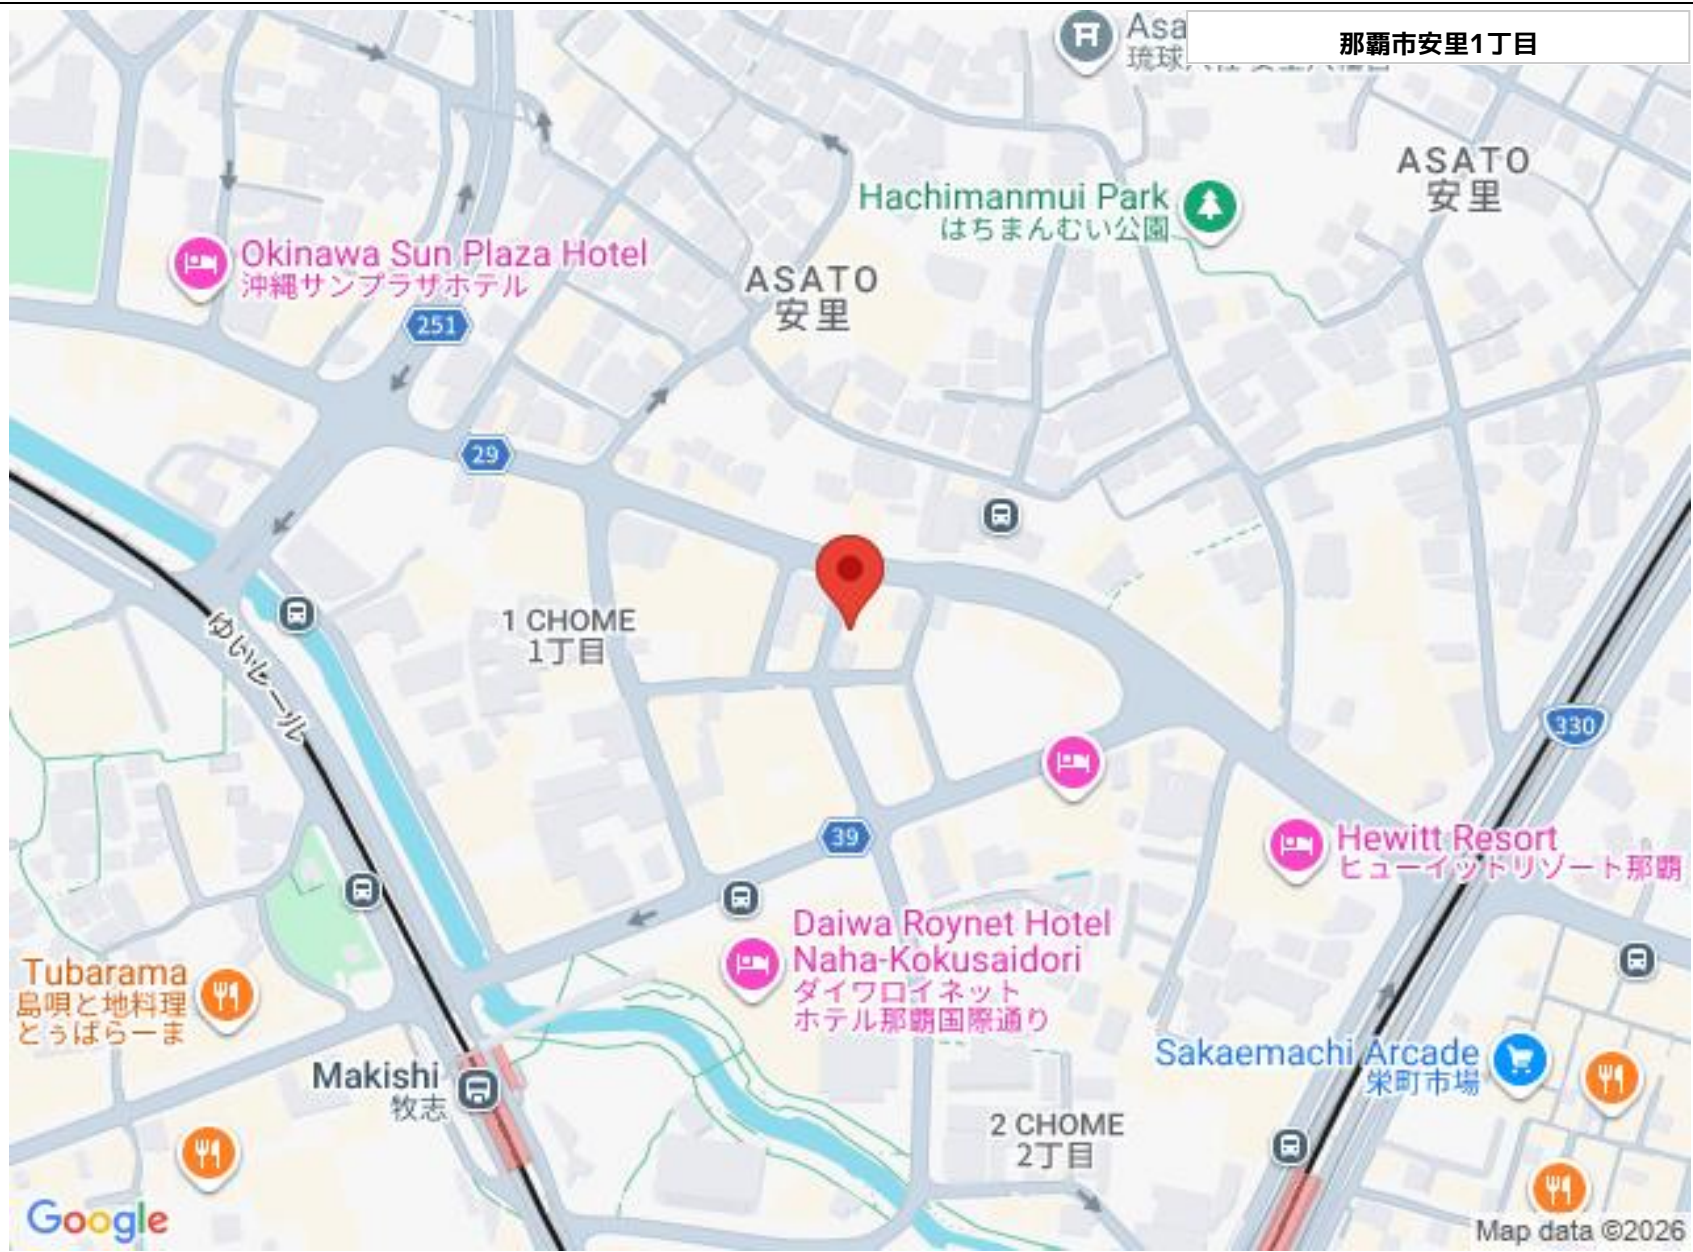 Asa
那覇市安里1丁目
ASATO
安里
Hachimanmui Park
はちまんむい公園
Okinawa Sun Plaza Hotel
沖縄サンプラザホテル
ASATO
安里
251
29
1 CHOME
1丁目
ゆいレール
330
39
Hewitt Resort
ヒューイットリゾート那覇
Daiwa Roynet Hotel
Naha-Kokusaidori
ダイワロイネット
ホテル那覇国際通り
Tubarama
島唄と地料理
とぅばらーま
Makishi
牧志
Sakaemachi Arcade
栄町市場
2 CHOME
2丁目
Google
Map data ©2026